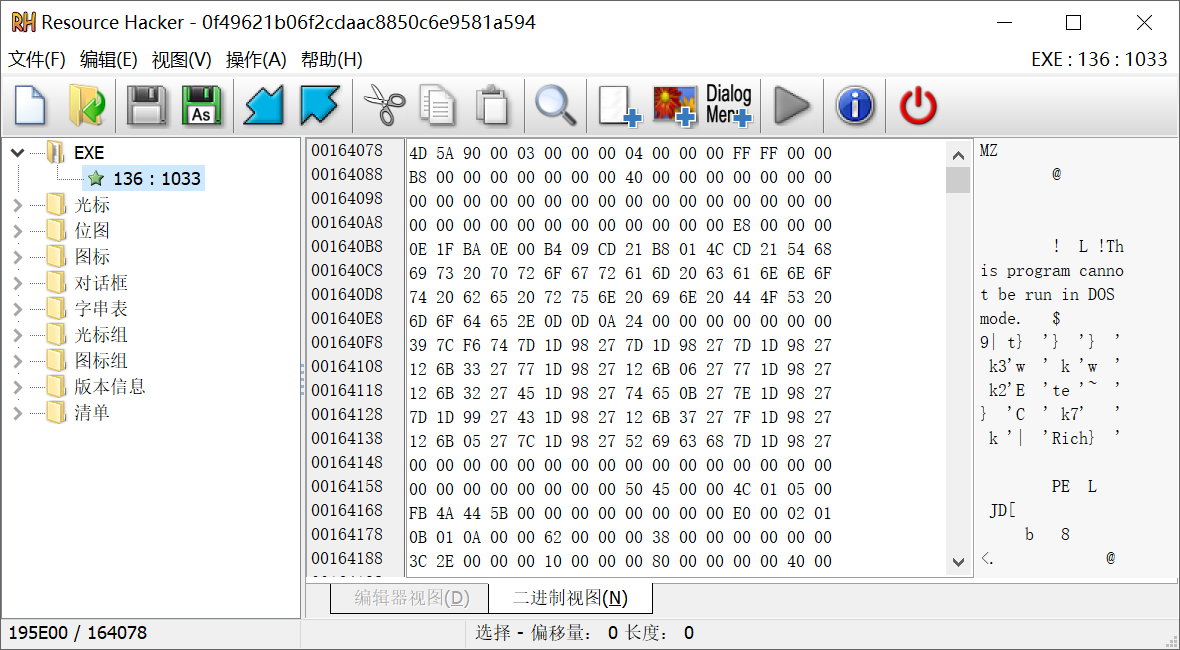 Resource Hacker - 0f49621b06f2cdaac8850c6e9581a594
文件(F) 编辑(E) 视图(V) 操作(A) 帮助(H) EXE : 136 : 1033
As Dialog Menu
EXE
136 : 1033
光标
位图
图标
对话框
字串表
光标组
图标组
版本信息
清单
00164078 4D 5A 90 00 03 00 00 00 04 00 00 00 FF FF 00 00 MZ
00164088 B8 00 00 00 00 00 00 00 40 00 00 00 00 00 00 00 @
00164098 00 00 00 00 00 00 00 00 00 00 00 00 00 00 00 00
001640A8 00 00 00 00 00 00 00 00 00 00 00 00 E8 00 00 00
001640B8 0E 1F BA 0E 00 B4 09 CD 21 B8 01 4C CD 21 54 68 ! L !Th
001640C8 69 73 20 70 72 6F 67 72 61 6D 20 63 61 6E 6E 6F is program canno
001640D8 74 20 62 65 20 72 75 6E 20 69 6E 20 44 4F 53 20 t be run in DOS
001640E8 6D 6F 64 65 2E 0D 0D 0A 24 00 00 00 00 00 00 00 mode. $
001640F8 39 7C F6 74 7D 1D 98 27 7D 1D 98 27 7D 1D 98 27 9| t} '} '} '
00164108 12 6B 33 27 77 1D 98 27 12 6B 06 27 77 1D 98 27 k3'w ' k 'w '
00164118 12 6B 32 27 45 1D 98 27 74 65 0B 27 7E 1D 98 27 k2'E 'te '~ '
00164128 7D 1D 99 27 43 1D 98 27 12 6B 37 27 7F 1D 98 27 } 'C ' k7' '
00164138 12 6B 05 27 7C 1D 98 27 52 69 63 68 7D 1D 98 27 k '| 'Rich} '
00164148 00 00 00 00 00 00 00 00 00 00 00 00 00 00 00 00
00164158 00 00 00 00 00 00 00 00 50 45 00 00 4C 01 05 00 PE L
00164168 FB 4A 44 5B 00 00 00 00 00 00 00 00 E0 00 02 01 JD[
00164178 0B 01 0A 00 00 62 00 00 00 38 00 00 00 00 00 00 b 8
00164188 3C 2E 00 00 00 10 00 00 00 80 00 00 00 00 40 00 <. @
编辑器视图(D) 二进制视图(N)
195E00 / 164078 选择 - 偏移量： 0 长度： 0